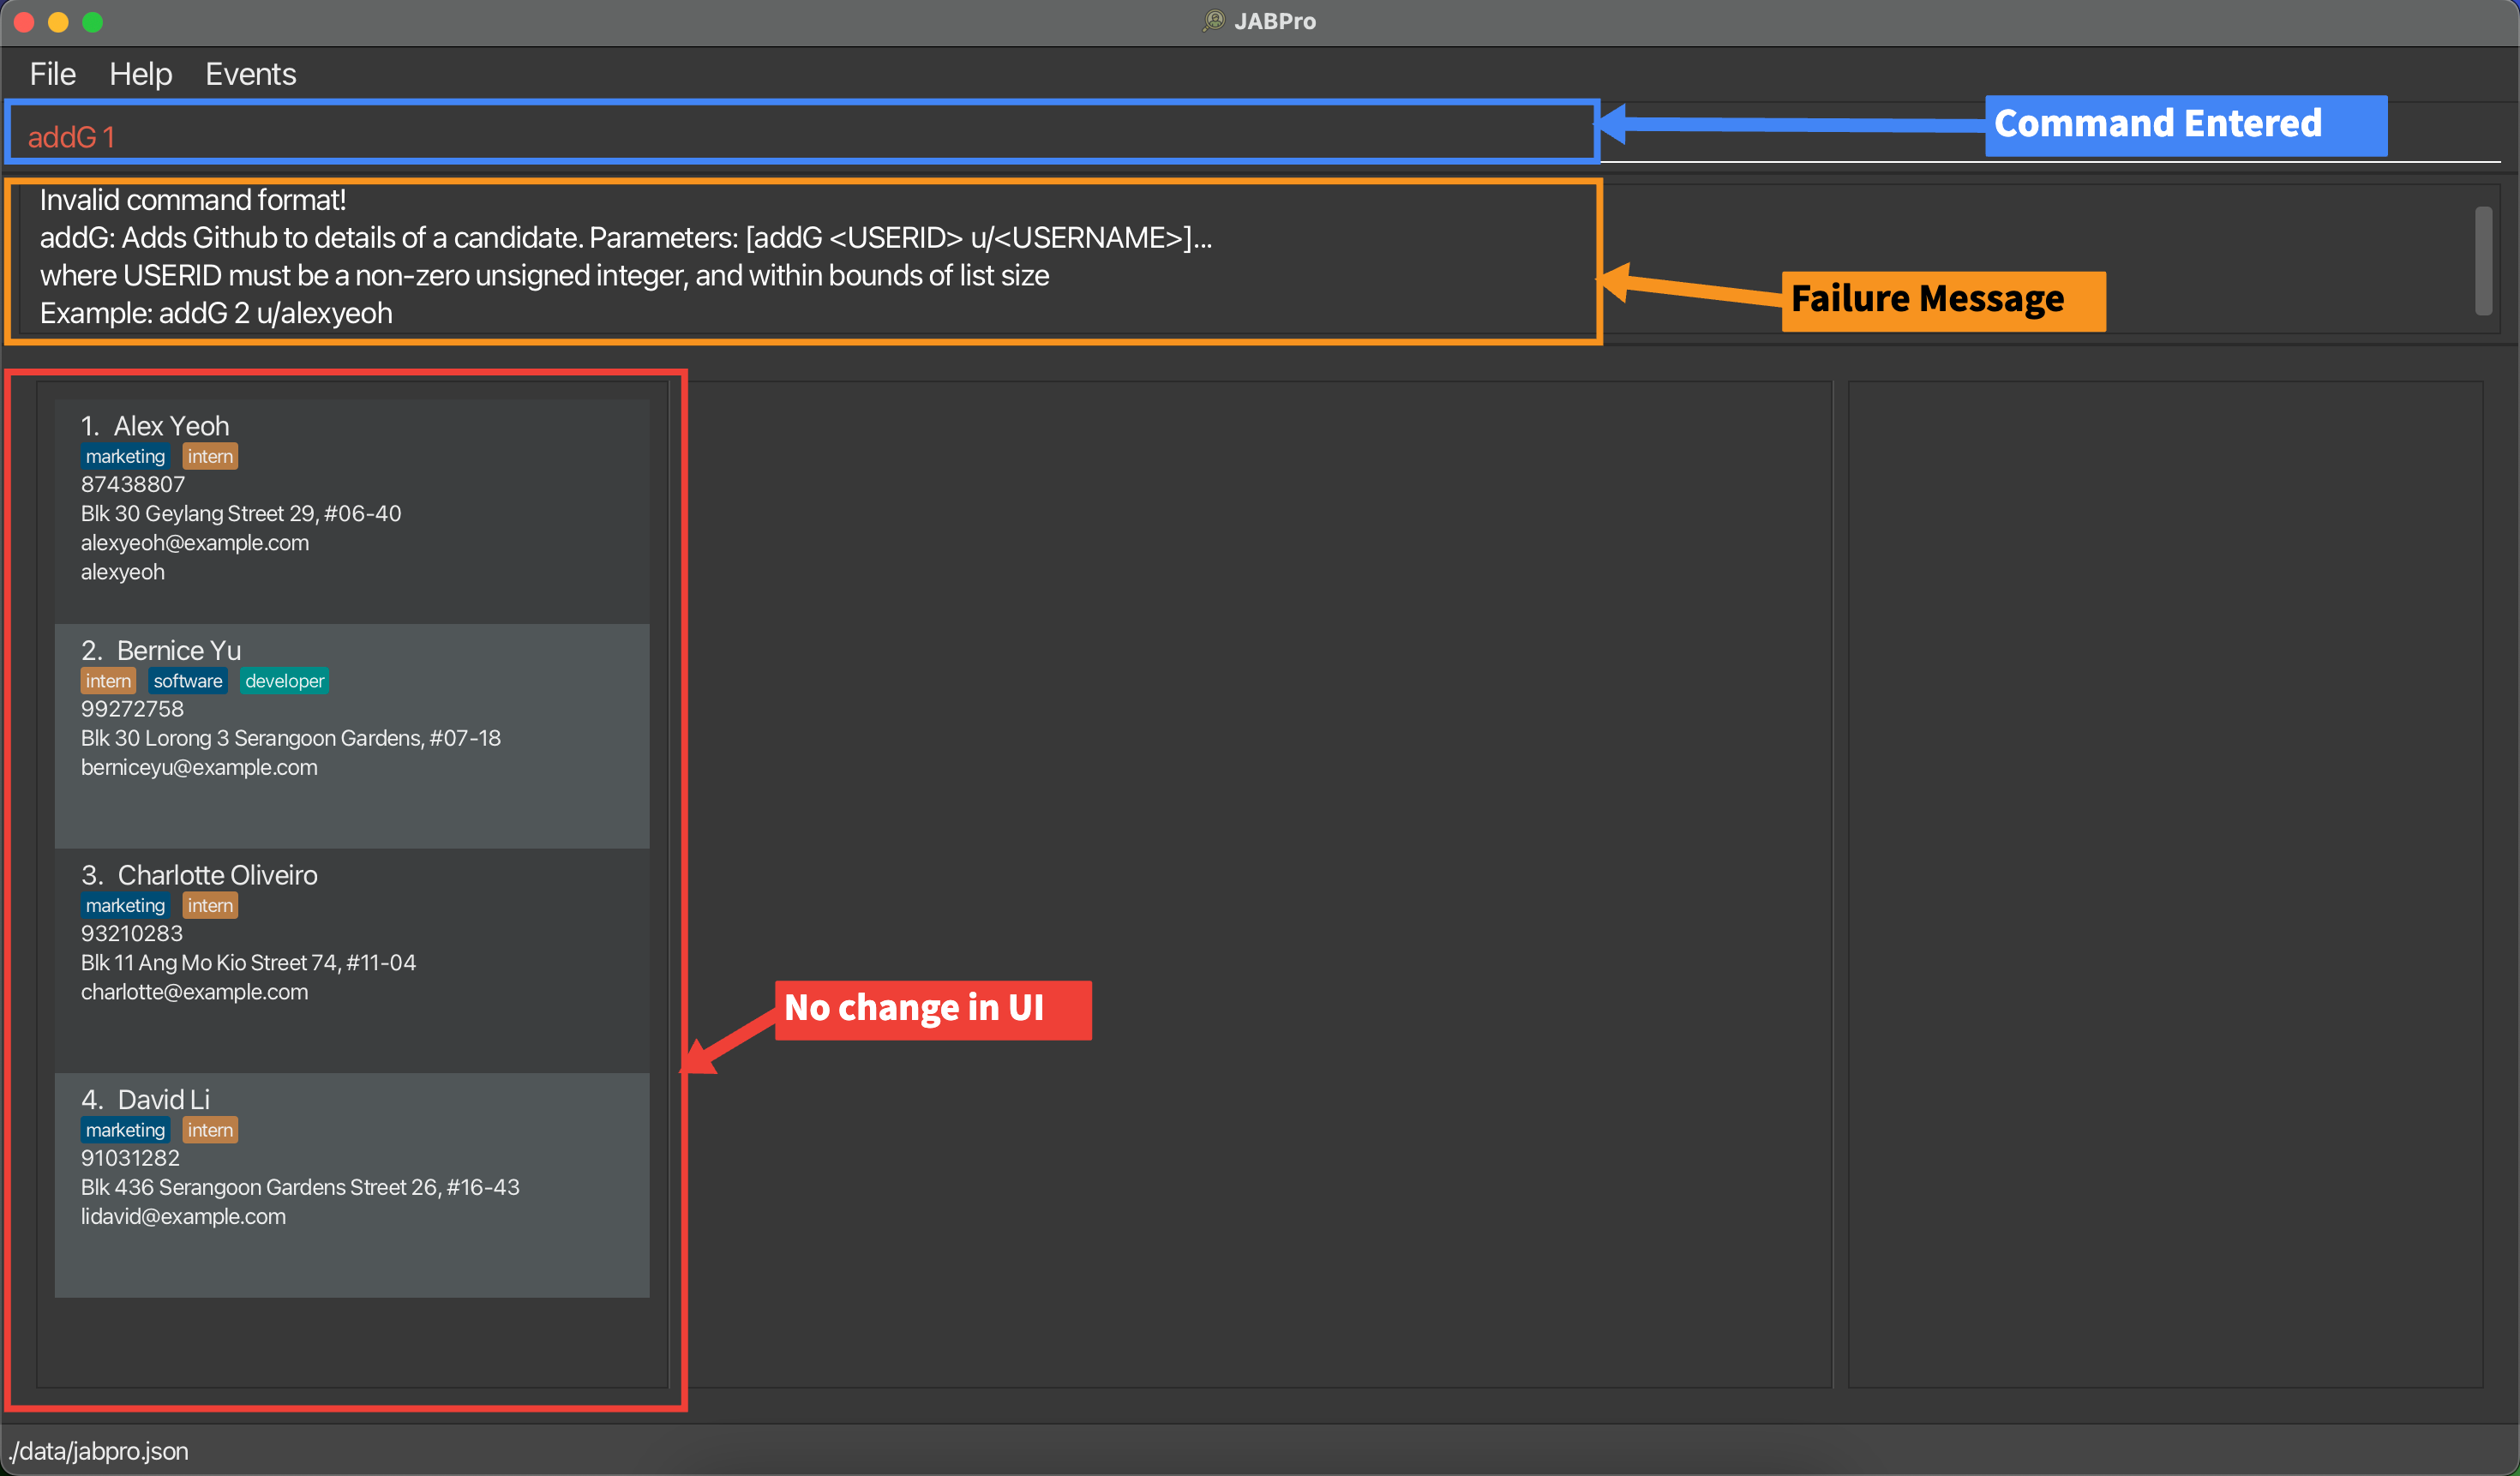 JABPro
File Help Events
addG 1
Command Entered
Invalid command format!
addG: Adds Github to details of a candidate. Parameters: [addG <USERID> u/<USERNAME>]...
where USERID must be a non-zero unsigned integer, and within bounds of list size
Example: addG 2 u/alexyeoh
Failure Message
1. Alex Yeoh
marketing intern
87438807
Blk 30 Geylang Street 29, #06-40
alexyeoh@example.com
alexyeoh
2. Bernice Yu
intern software developer
99272758
Blk 30 Lorong 3 Serangoon Gardens, #07-18
berniceyu@example.com
3. Charlotte Oliveiro
marketing intern
93210283
Blk 11 Ang Mo Kio Street 74, #11-04
charlotte@example.com
No change in UI
4. David Li
marketing intern
91031282
Blk 436 Serangoon Gardens Street 26, #16-43
lidavid@example.com
./data/jabpro.json